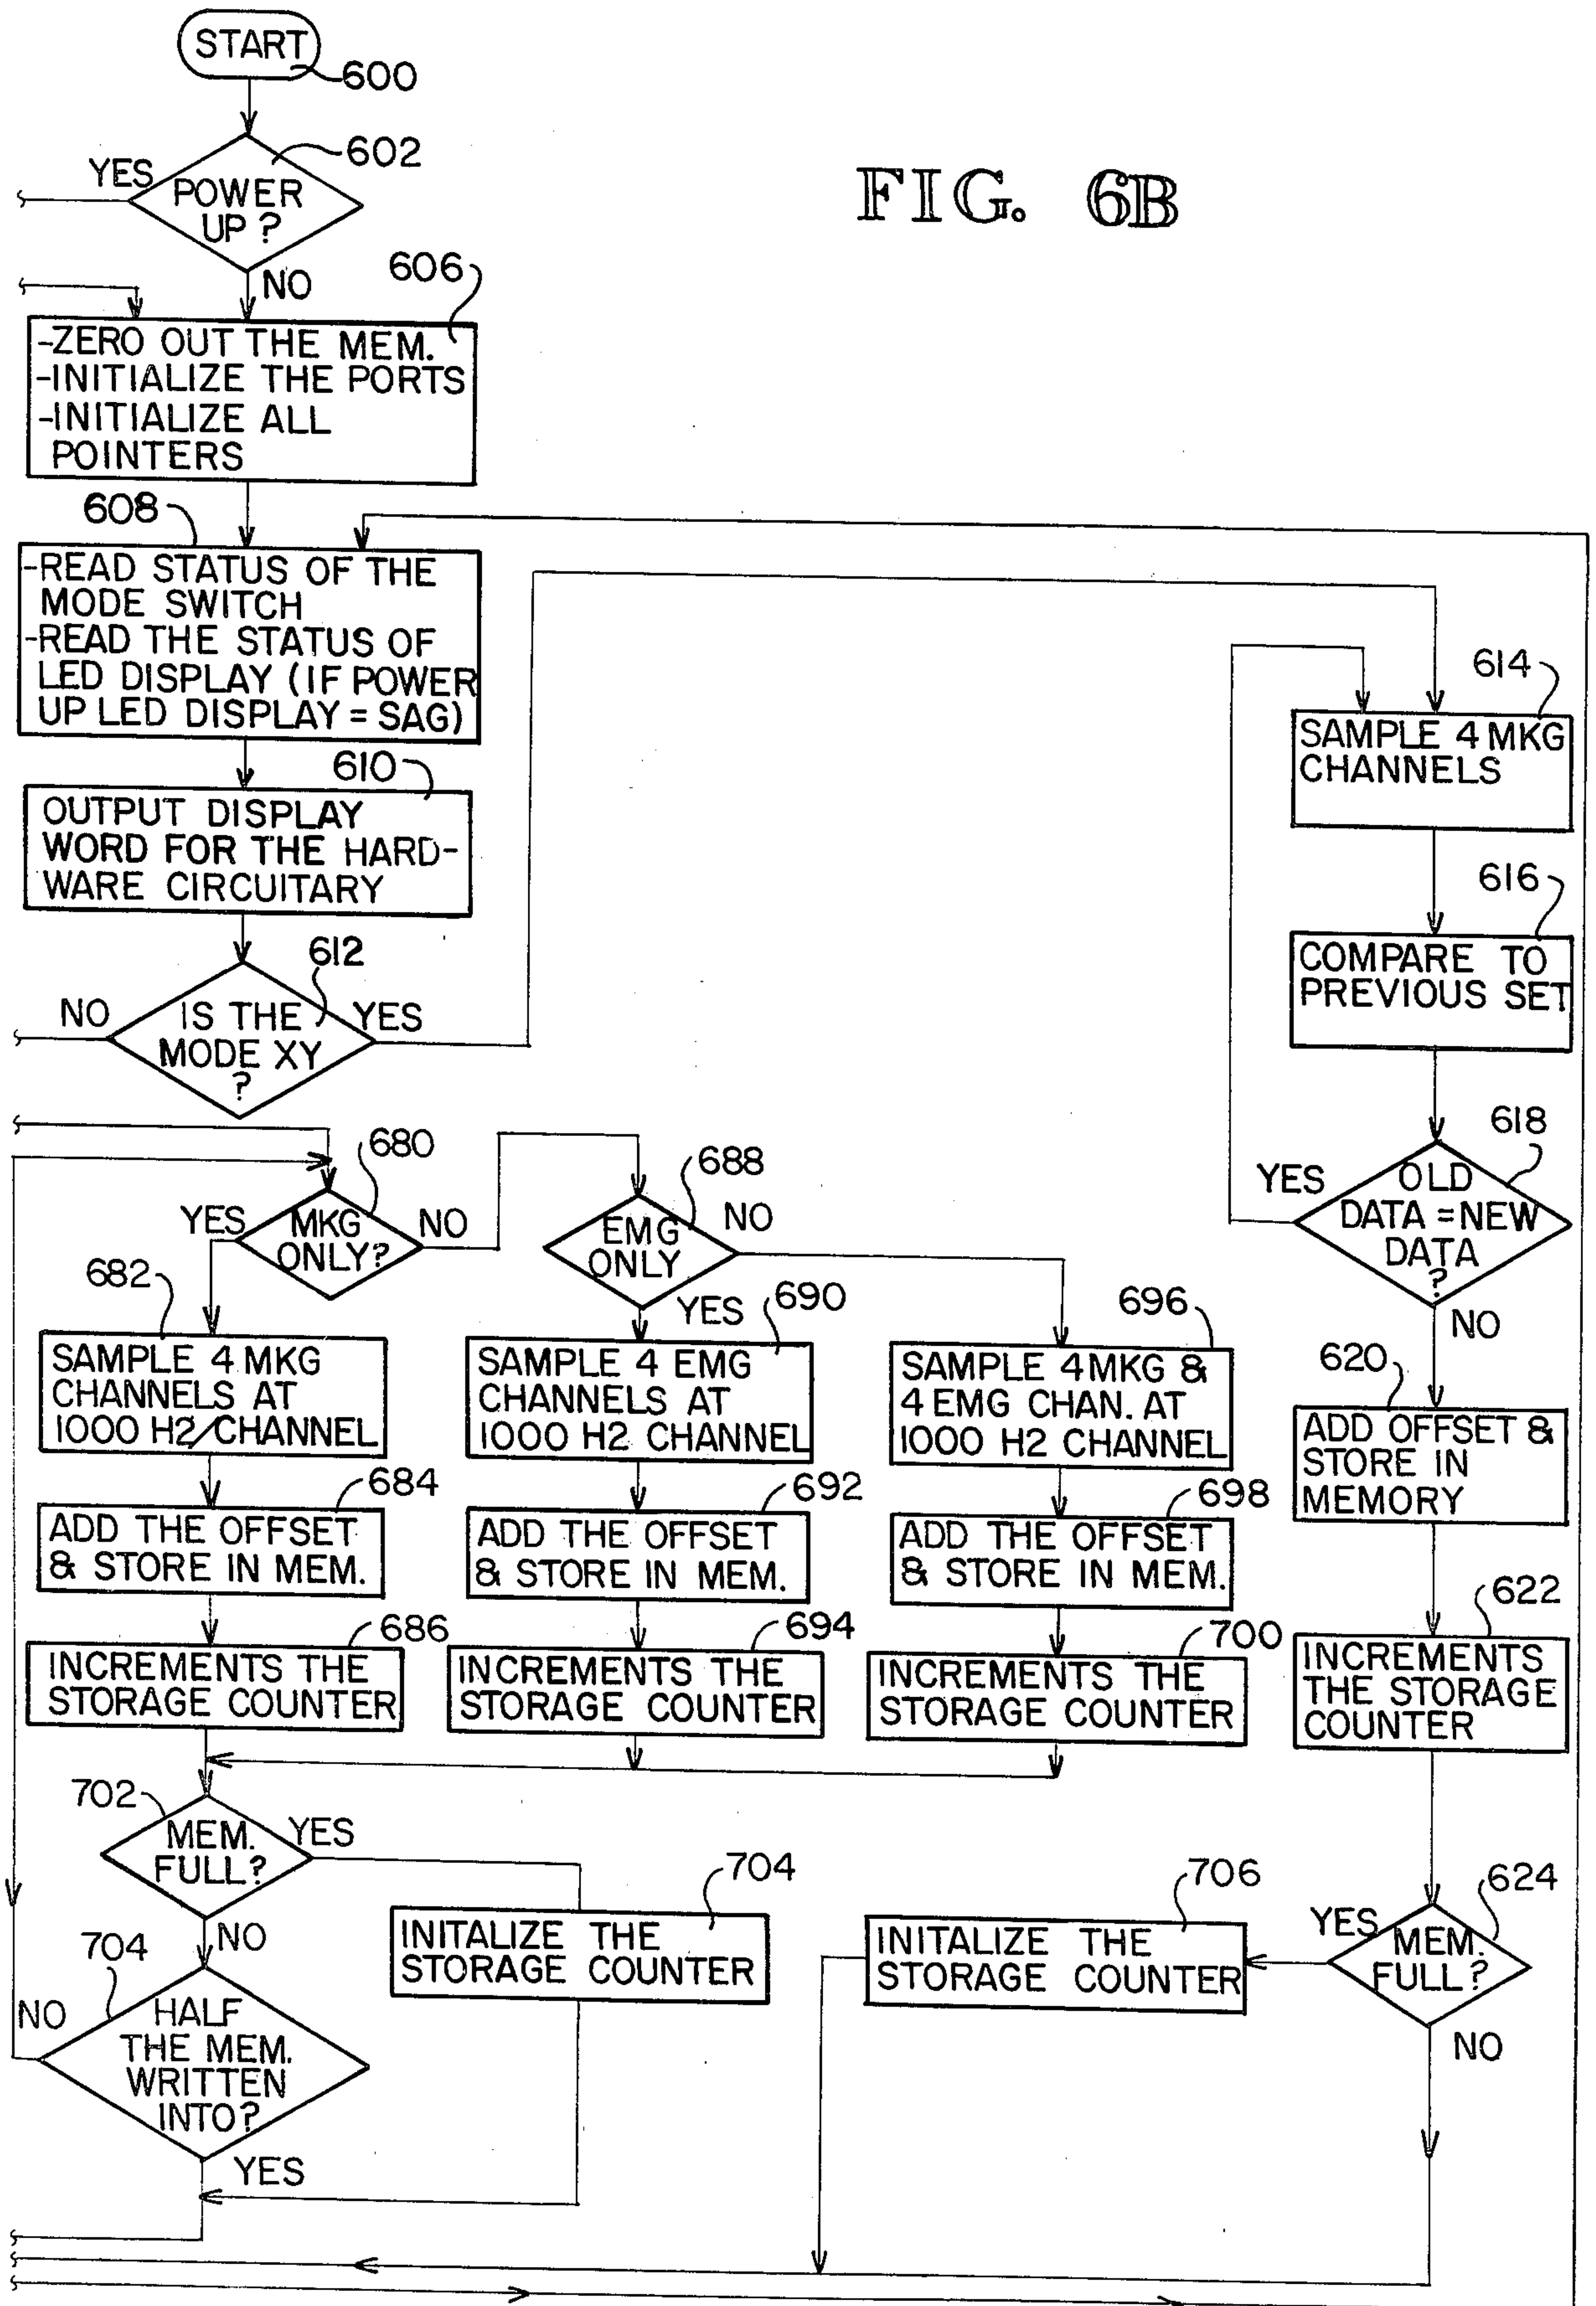 START
600
602
YES
POWER
UP?
NO
FIG. 6B
606
-ZERO OUT THE MEM.
-INITIALIZE THE PORTS
-INITIALIZE ALL
POINTERS
608
-READ STATUS OF THE
MODE SWITCH
-READ THE STATUS OF
LED DISPLAY (IF POWER
UP LED DISPLAY = SAG)
610
OUTPUT DISPLAY
WORD FOR THE HARD-
WARE CIRCUITARY
612
NO
IS THE
MODE XY
?
YES
614
SAMPLE 4 MKG
CHANNELS
616
COMPARE TO
PREVIOUS SET
618
YES
OLD
DATA = NEW
DATA
?
NO
620
ADD OFFSET &
STORE IN
MEMORY
622
INCREMENTS
THE STORAGE
COUNTER
624
YES
MEM.
FULL?
NO
706
INITALIZE THE
STORAGE COUNTER
680
YES
MKG
ONLY?
NO
688
EMG
ONLY
NO
YES
682
SAMPLE 4 MKG
CHANNELS AT
1000 H2/CHANNEL
684
ADD THE OFFSET
& STORE IN MEM.
686
INCREMENTS THE
STORAGE COUNTER
690
SAMPLE 4 EMG
CHANNELS AT
1000 H2 CHANNEL
692
ADD THE OFFSET
& STORE IN MEM.
694
INCREMENTS THE
STORAGE COUNTER
696
SAMPLE 4 MKG &
4 EMG CHAN. AT
1000 H2 CHANNEL
698
ADD THE OFFSET
& STORE IN MEM.
700
INCREMENTS THE
STORAGE COUNTER
702
MEM.
FULL?
YES
NO
704
INITALIZE THE
STORAGE COUNTER
704
NO
HALF
THE MEM.
WRITTEN
INTO?
YES